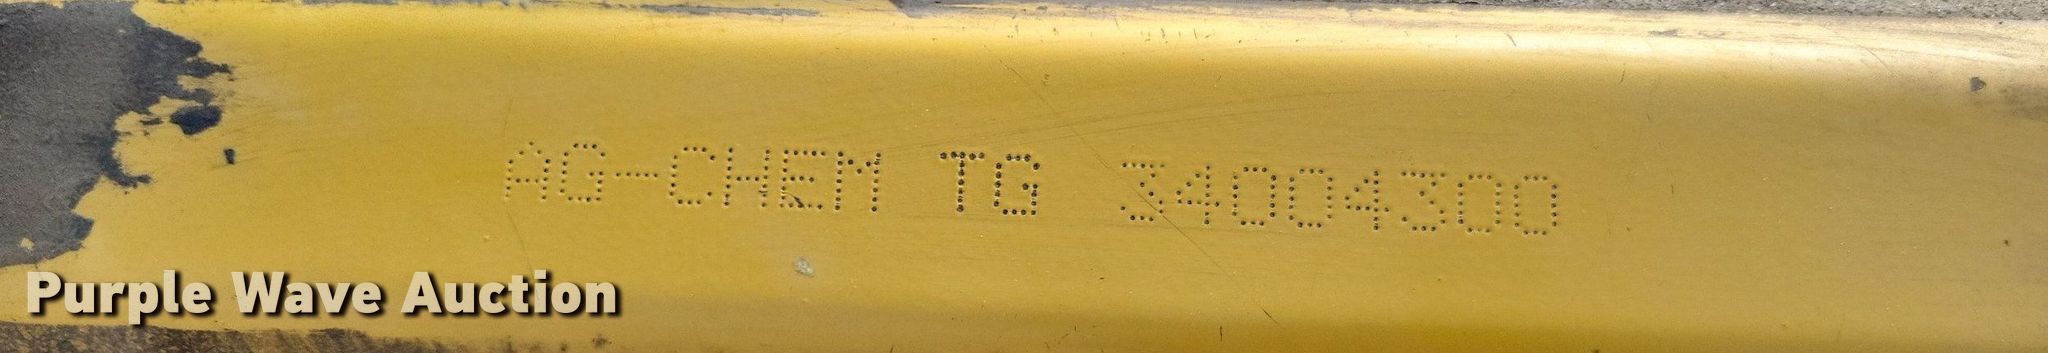 AG-CHEM TG 34004300
Purple Wave Auction